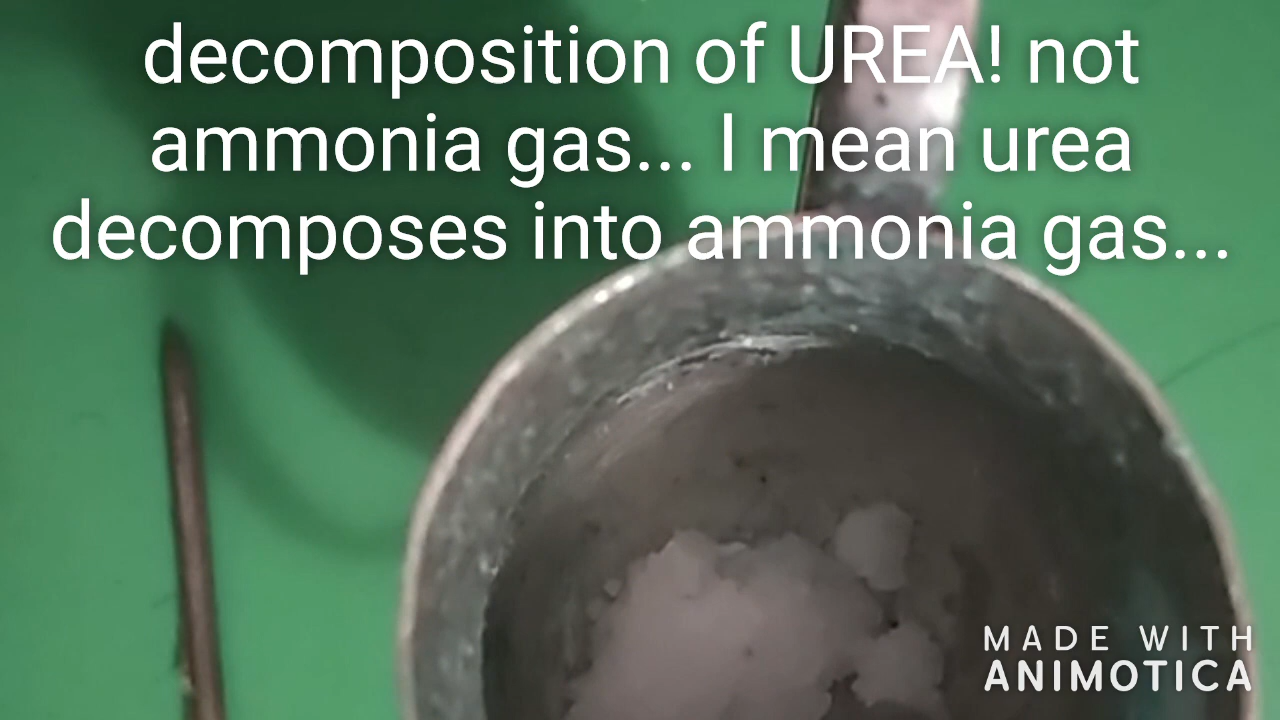 decomposition of UREA! not
ammonia gas... I mean urea
decomposes into ammonia gas...
MADE WITH
ANIMOTICA